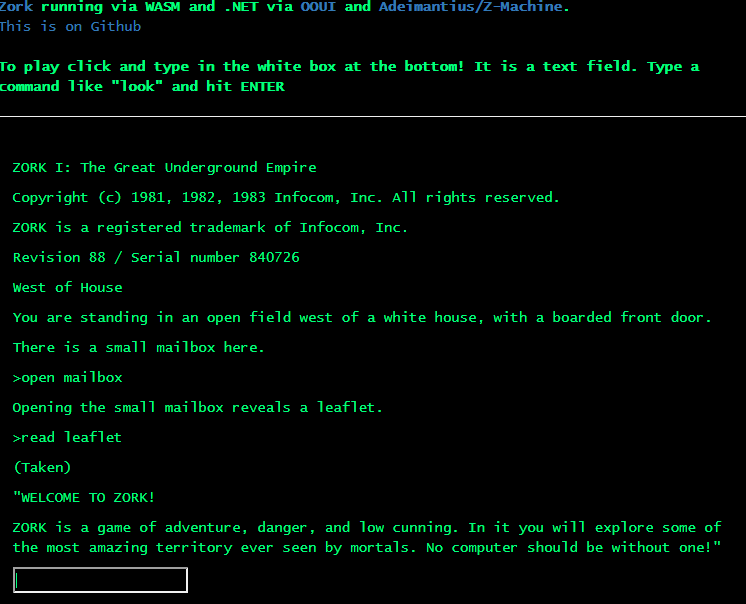 Zork running via WASM and .NET via OOUI and Adeimantius/Z-Machine.
This is on Github
To play click and type in the white box at the bottom! It is a text field. Type a
command like "look" and hit ENTER
ZORK I: The Great Underground Empire
Copyright (c) 1981, 1982, 1983 Infocom, Inc. All rights reserved.
ZORK is a registered trademark of Infocom, Inc.
Revision 88 / Serial number 840726
West of House
You are standing in an open field west of a white house, with a boarded front door.
There is a small mailbox here.
>open mailbox
Opening the small mailbox reveals a leaflet.
>read leaflet
(Taken)
"WELCOME TO ZORK!
ZORK is a game of adventure, danger, and low cunning. In it you will explore some of
the most amazing territory ever seen by mortals. No computer should be without one!"